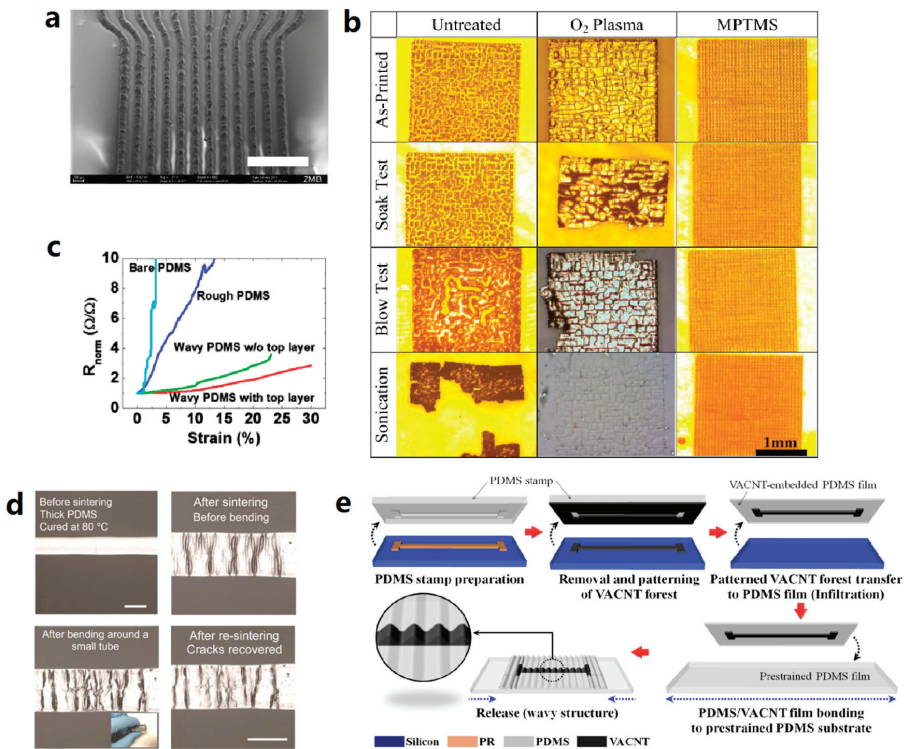 a
ZMB
b
Untreated
O₂ Plasma
MPTMS
As-Printed
Soak Test
Blow Test
Sonication
1mm
c
10
8
6
4
2
0
Rnorm (Ω/Ω)
Bare PDMS
Rough PDMS
Wavy PDMS w/o top layer
Wavy PDMS with top layer
0 5 10 15 20 25 30
Strain (%)
d
Before sintering
Thick PDMS
Cured at 80 °C
After sintering
Before bending
After bending around a
small tube
After re-sintering
Cracks recovered
e
PDMS stamp
VACNT-embedded PDMS film
PDMS stamp preparation
Removal and patterning
of VACNT forest
Patterned VACNT forest transfer
to PDMS film (Infiltration)
Prestrained PDMS film
Release (wavy structure)
PDMS/VACNT film bonding
to prestrained PDMS substrate
Silicon
PR
PDMS
VACNT